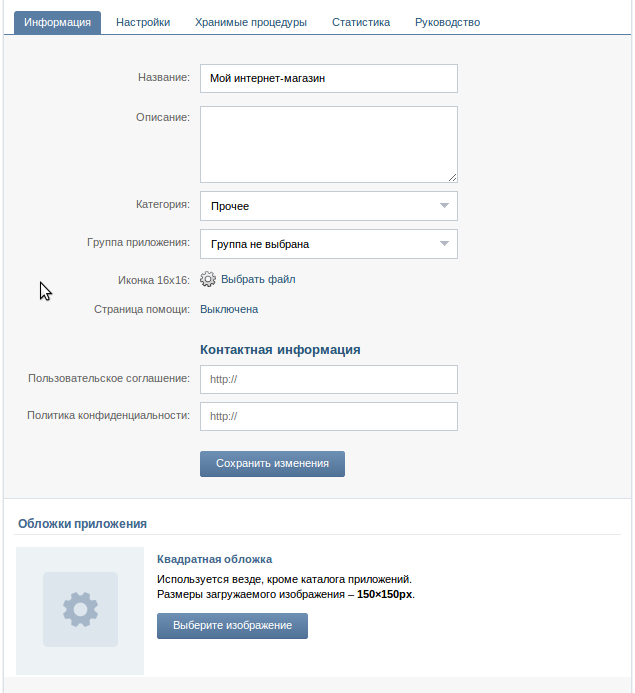 Информация Настройки Хранимые процедуры Статистика Руководство
Название: Мой интернет-магазин
Описание:
Категория: Прочее
Группа приложения: Группа не выбрана
Иконка 16x16: Выбрать файл
Страница помощи: Выключена
Контактная информация
Пользовательское соглашение: http://
Политика конфиденциальности: http://
Сохранить изменения
Обложки приложения
Квадратная обложка
Используется везде, кроме каталога приложений.
Размеры загружаемого изображения – 150×150px.
Выберите изображение